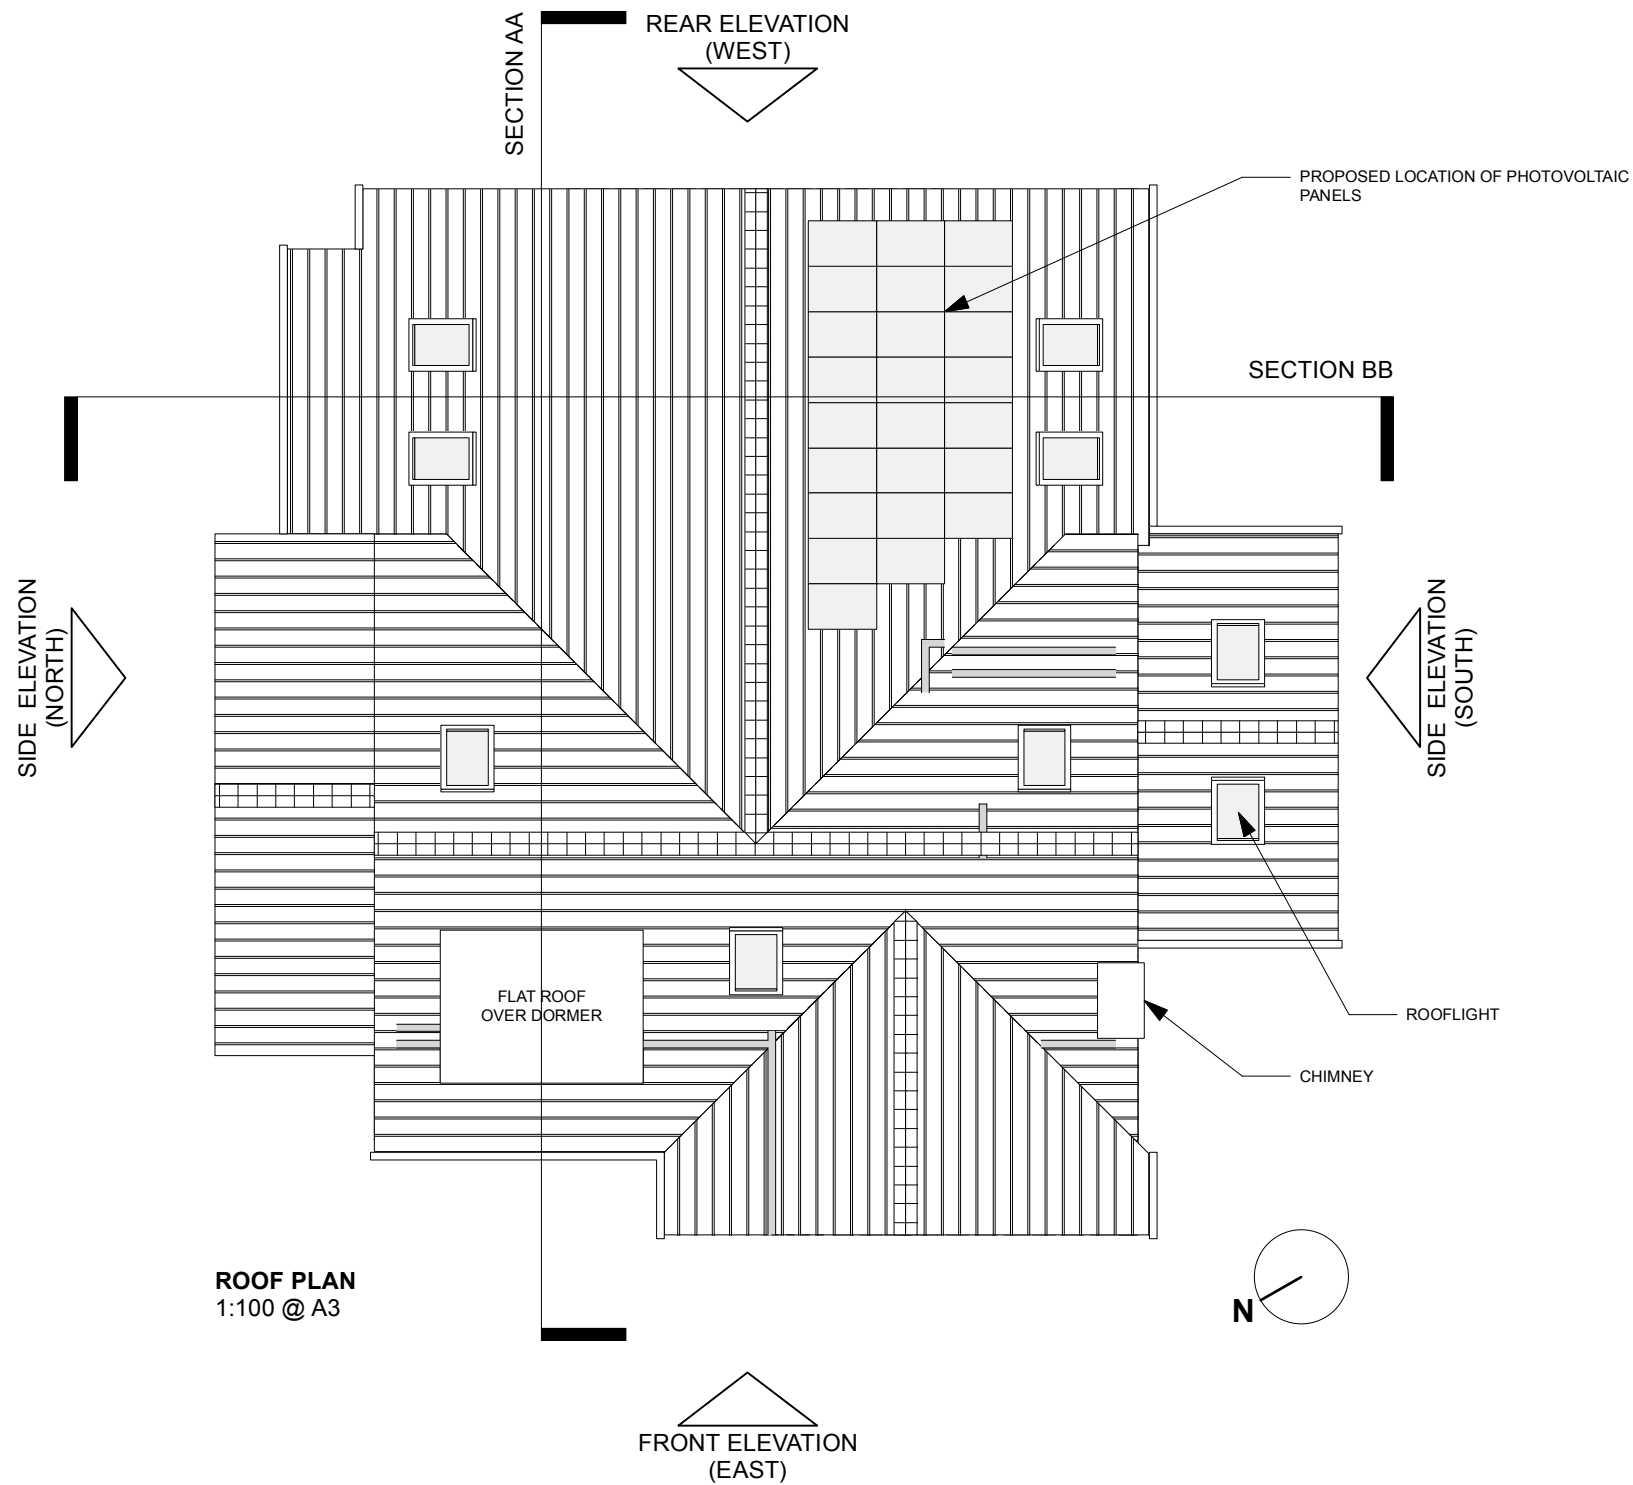 SECTION AA
REAR ELEVATION
(WEST)
PROPOSED LOCATION OF PHOTOVOLTAIC
PANELS
SECTION BB
SIDE ELEVATION
(NORTH)
SIDE ELEVATION
(SOUTH)
FLAT ROOF
OVER DORMER
ROOFLIGHT
CHIMNEY
ROOF PLAN
1:100 @ A3
N
FRONT ELEVATION
(EAST)